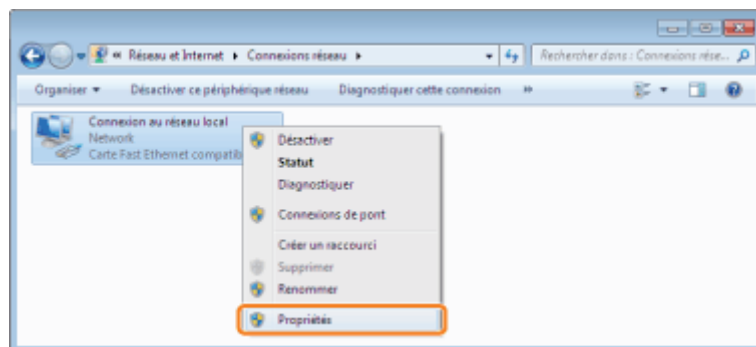 « Réseau et Internet ▸ Connexions réseau ▸
Rechercher dans : Connexions rése...
Organiser ▾ Désactiver ce périphérique réseau Diagnostiquer cette connexion »
Connexion au réseau local
Network
Carte Fast Ethernet compatib
Désactiver
Statut
Diagnostiquer
Connexions de pont
Créer un raccourci
Supprimer
Renommer
Propriétés